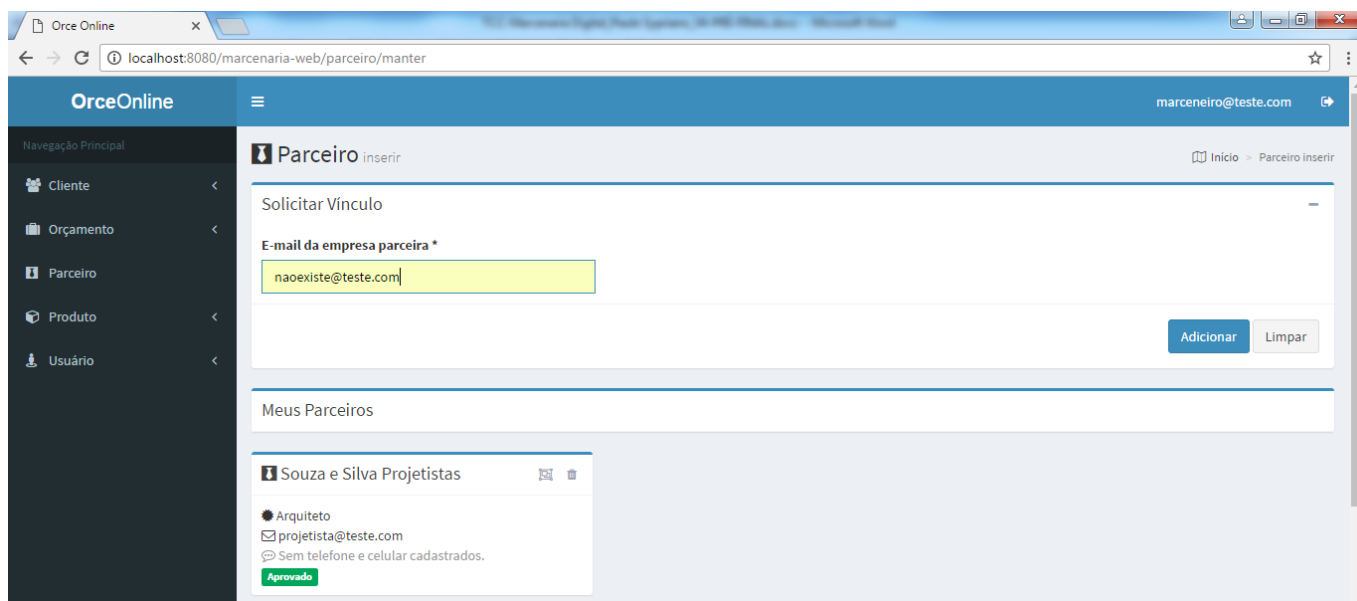 Orce Online
localhost:8080/marcenaria-web/parceiro/manter
OrceOnline
marceneiro@teste.com
Navegação Principal
Parceiro inserir
Início > Parceiro inserir
Cliente
Solicitar Vínculo
Orçamento
E-mail da empresa parceira *
Parceiro
naoexiste@teste.com
Produto
Adicionar
Limpar
Usuário
Meus Parceiros
Souza e Silva Projetistas
Arquiteto
projetista@teste.com
Sem telefone e celular cadastrados.
Aprovado